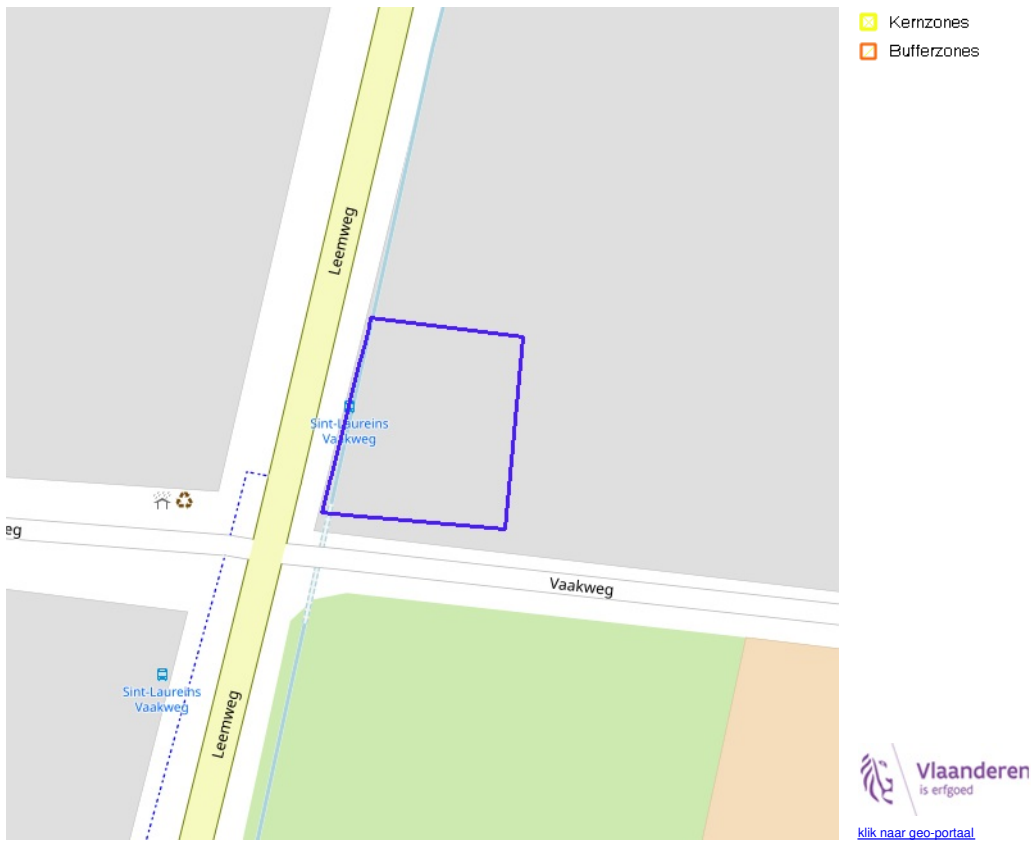 Kernzones
Bufferzones
Leemweg
Sint-Laureins
Vaakweg
eg
Vaakweg
Sint-Laureins
Vaakweg
Leemweg
Vlaanderen
is erfgoed
klik naar geo-portaal